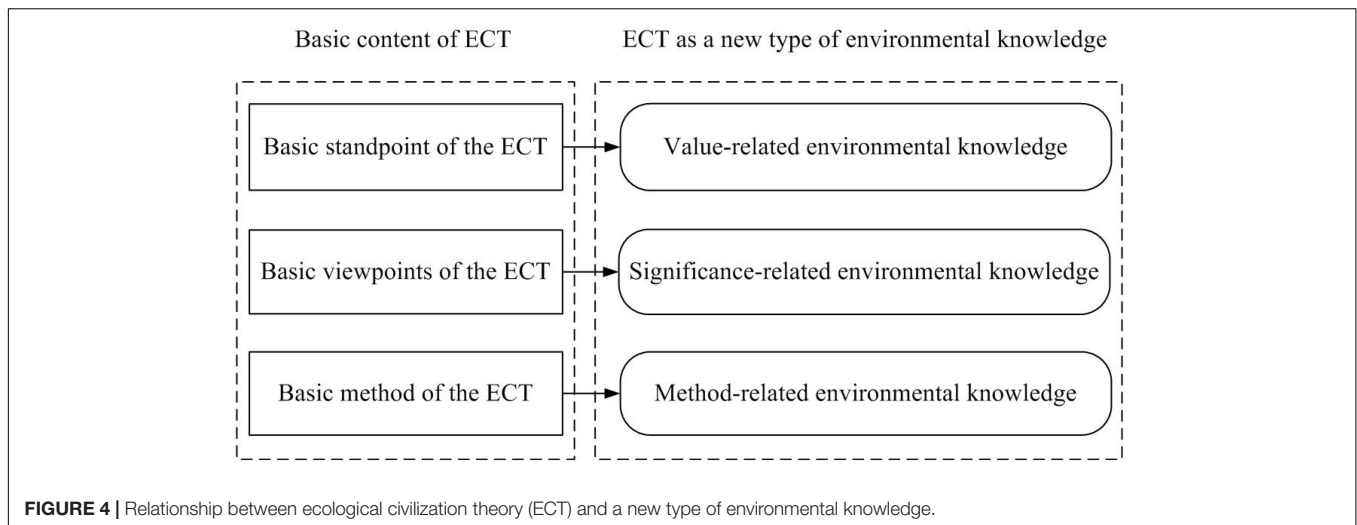 Basic content of ECT
ECT as a new type of environmental knowledge
Basic standpoint of the ECT
Value-related environmental knowledge
Basic viewpoints of the ECT
Significance-related environmental knowledge
Basic method of the ECT
Method-related environmental knowledge
FIGURE 4 | Relationship between ecological civilization theory (ECT) and a new type of environmental knowledge.